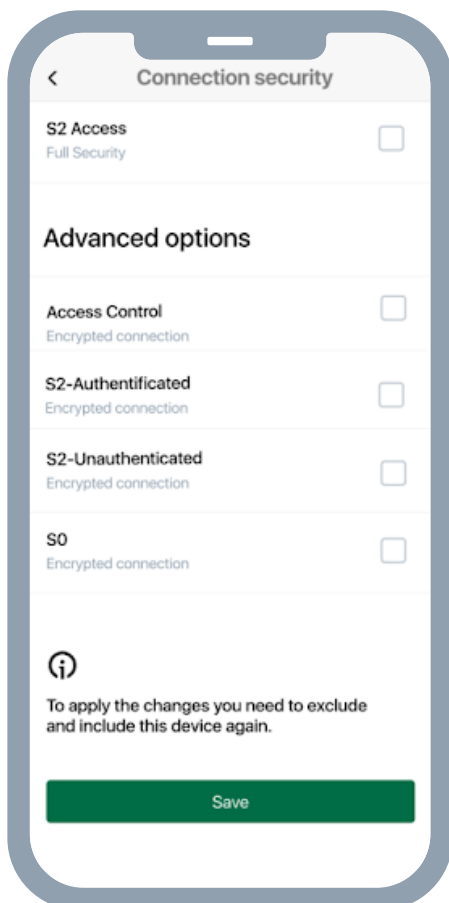 Connection security
S2 Access
Full Security
Advanced options
Access Control
Encrypted connection
S2-Authentificated
Encrypted connection
S2-Unauthenticated
Encrypted connection
S0
Encrypted connection
To apply the changes you need to exclude
and include this device again.
Save